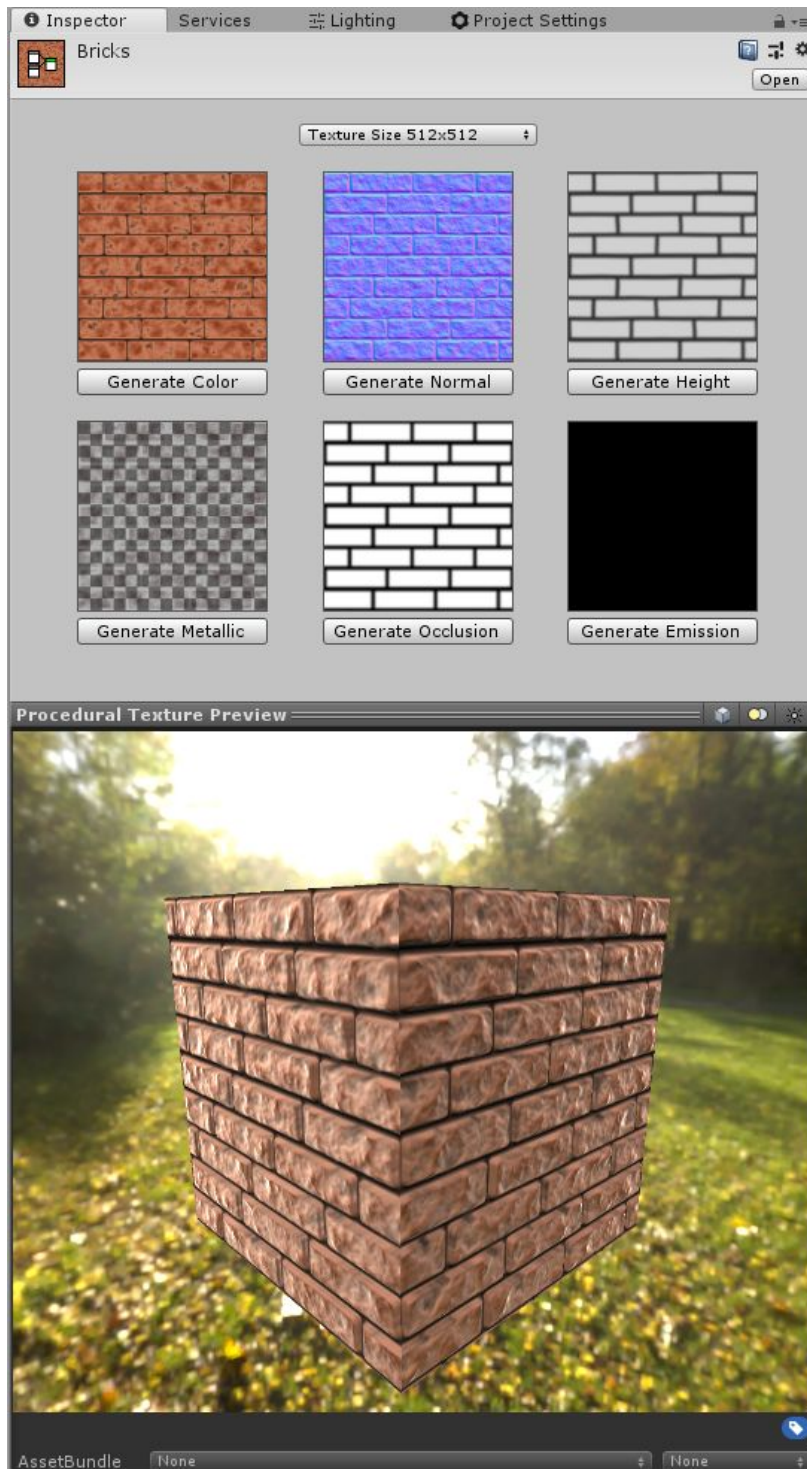 Inspector Services Lighting Project Settings
Bricks
Open
Texture Size 512x512
Generate Color Generate Normal Generate Height
Generate Metallic Generate Occlusion Generate Emission
Procedural Texture Preview
AssetBundle None None